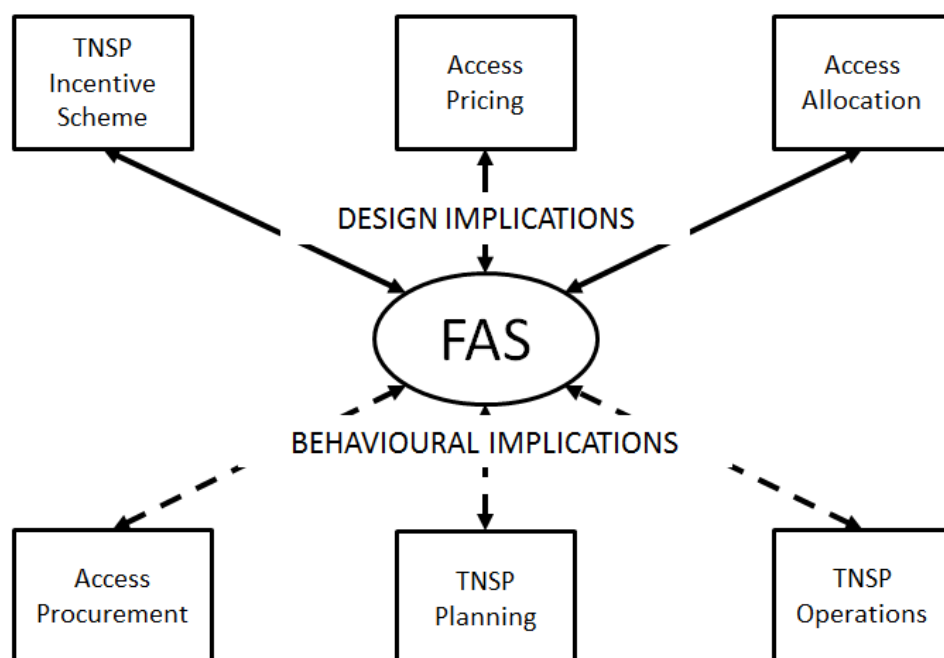 TNSP
Incentive
Scheme
Access
Pricing
Access
Allocation
DESIGN IMPLICATIONS
FAS
BEHAVIOURAL IMPLICATIONS
Access
Procurement
TNSP
Planning
TNSP
Operations